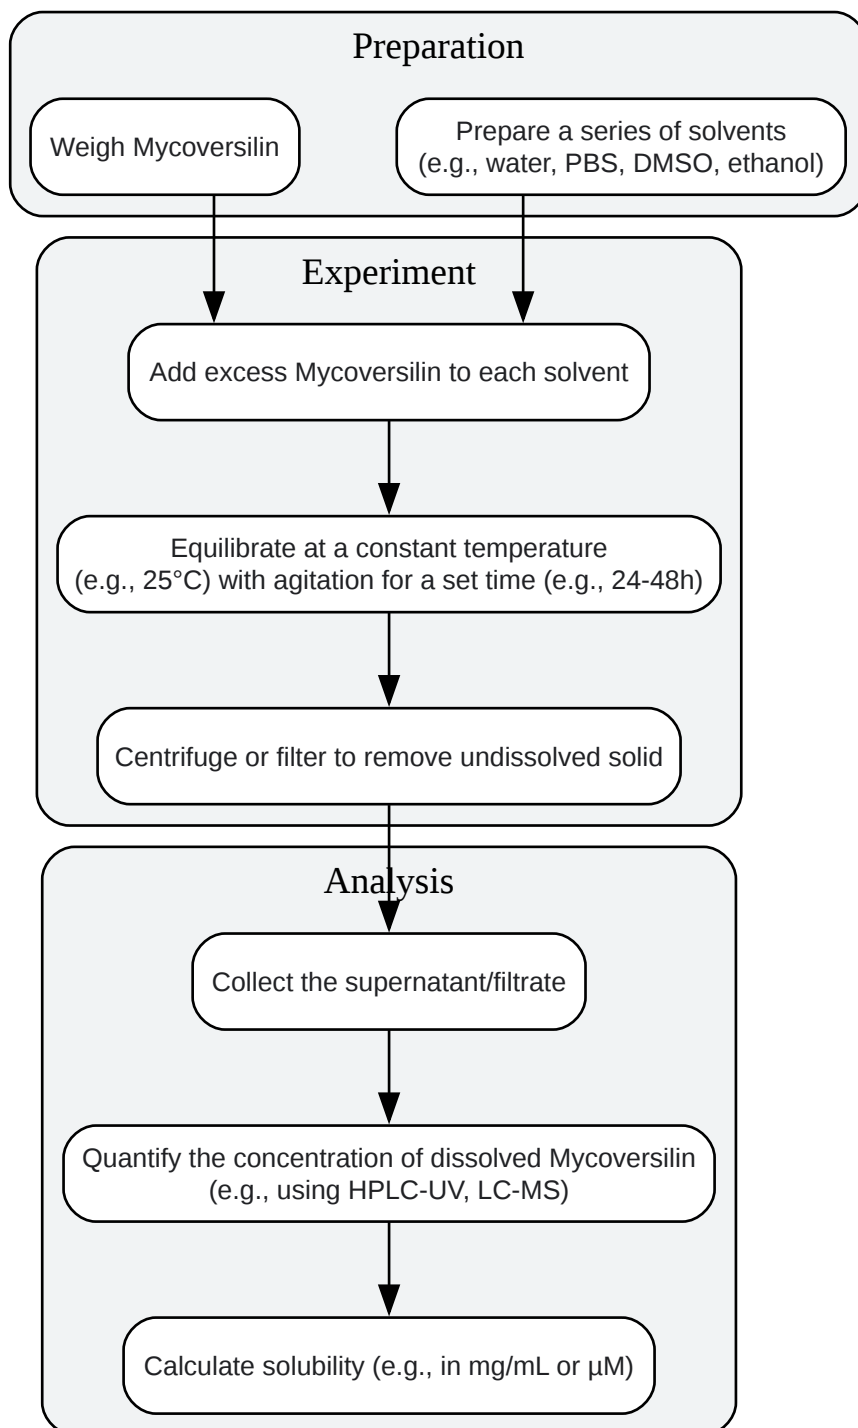 Preparation
Weigh Mycoversilin
Prepare a series of solvents
(e.g., water, PBS, DMSO, ethanol)
Experiment
Add excess Mycoversilin to each solvent
Equilibrate at a constant temperature
(e.g., 25°C) with agitation for a set time (e.g., 24-48h)
Centrifuge or filter to remove undissolved solid
Analysis
Collect the supernatant/filtrate
Quantify the concentration of dissolved Mycoversilin
(e.g., using HPLC-UV, LC-MS)
Calculate solubility (e.g., in mg/mL or µM)